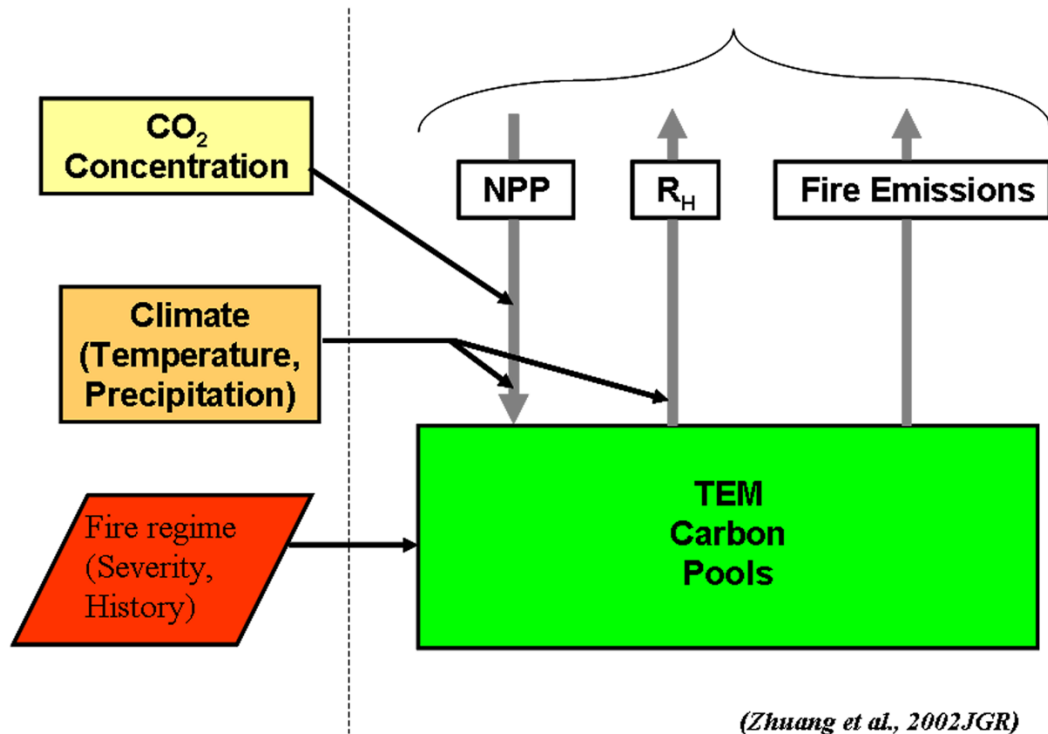 CO₂
Concentration
NPP
R_H
Fire Emissions
Climate
(Temperature,
Precipitation)
Fire regime
(Severity,
History)
TEM
Carbon
Pools
(Zhuang et al., 2002JGR)